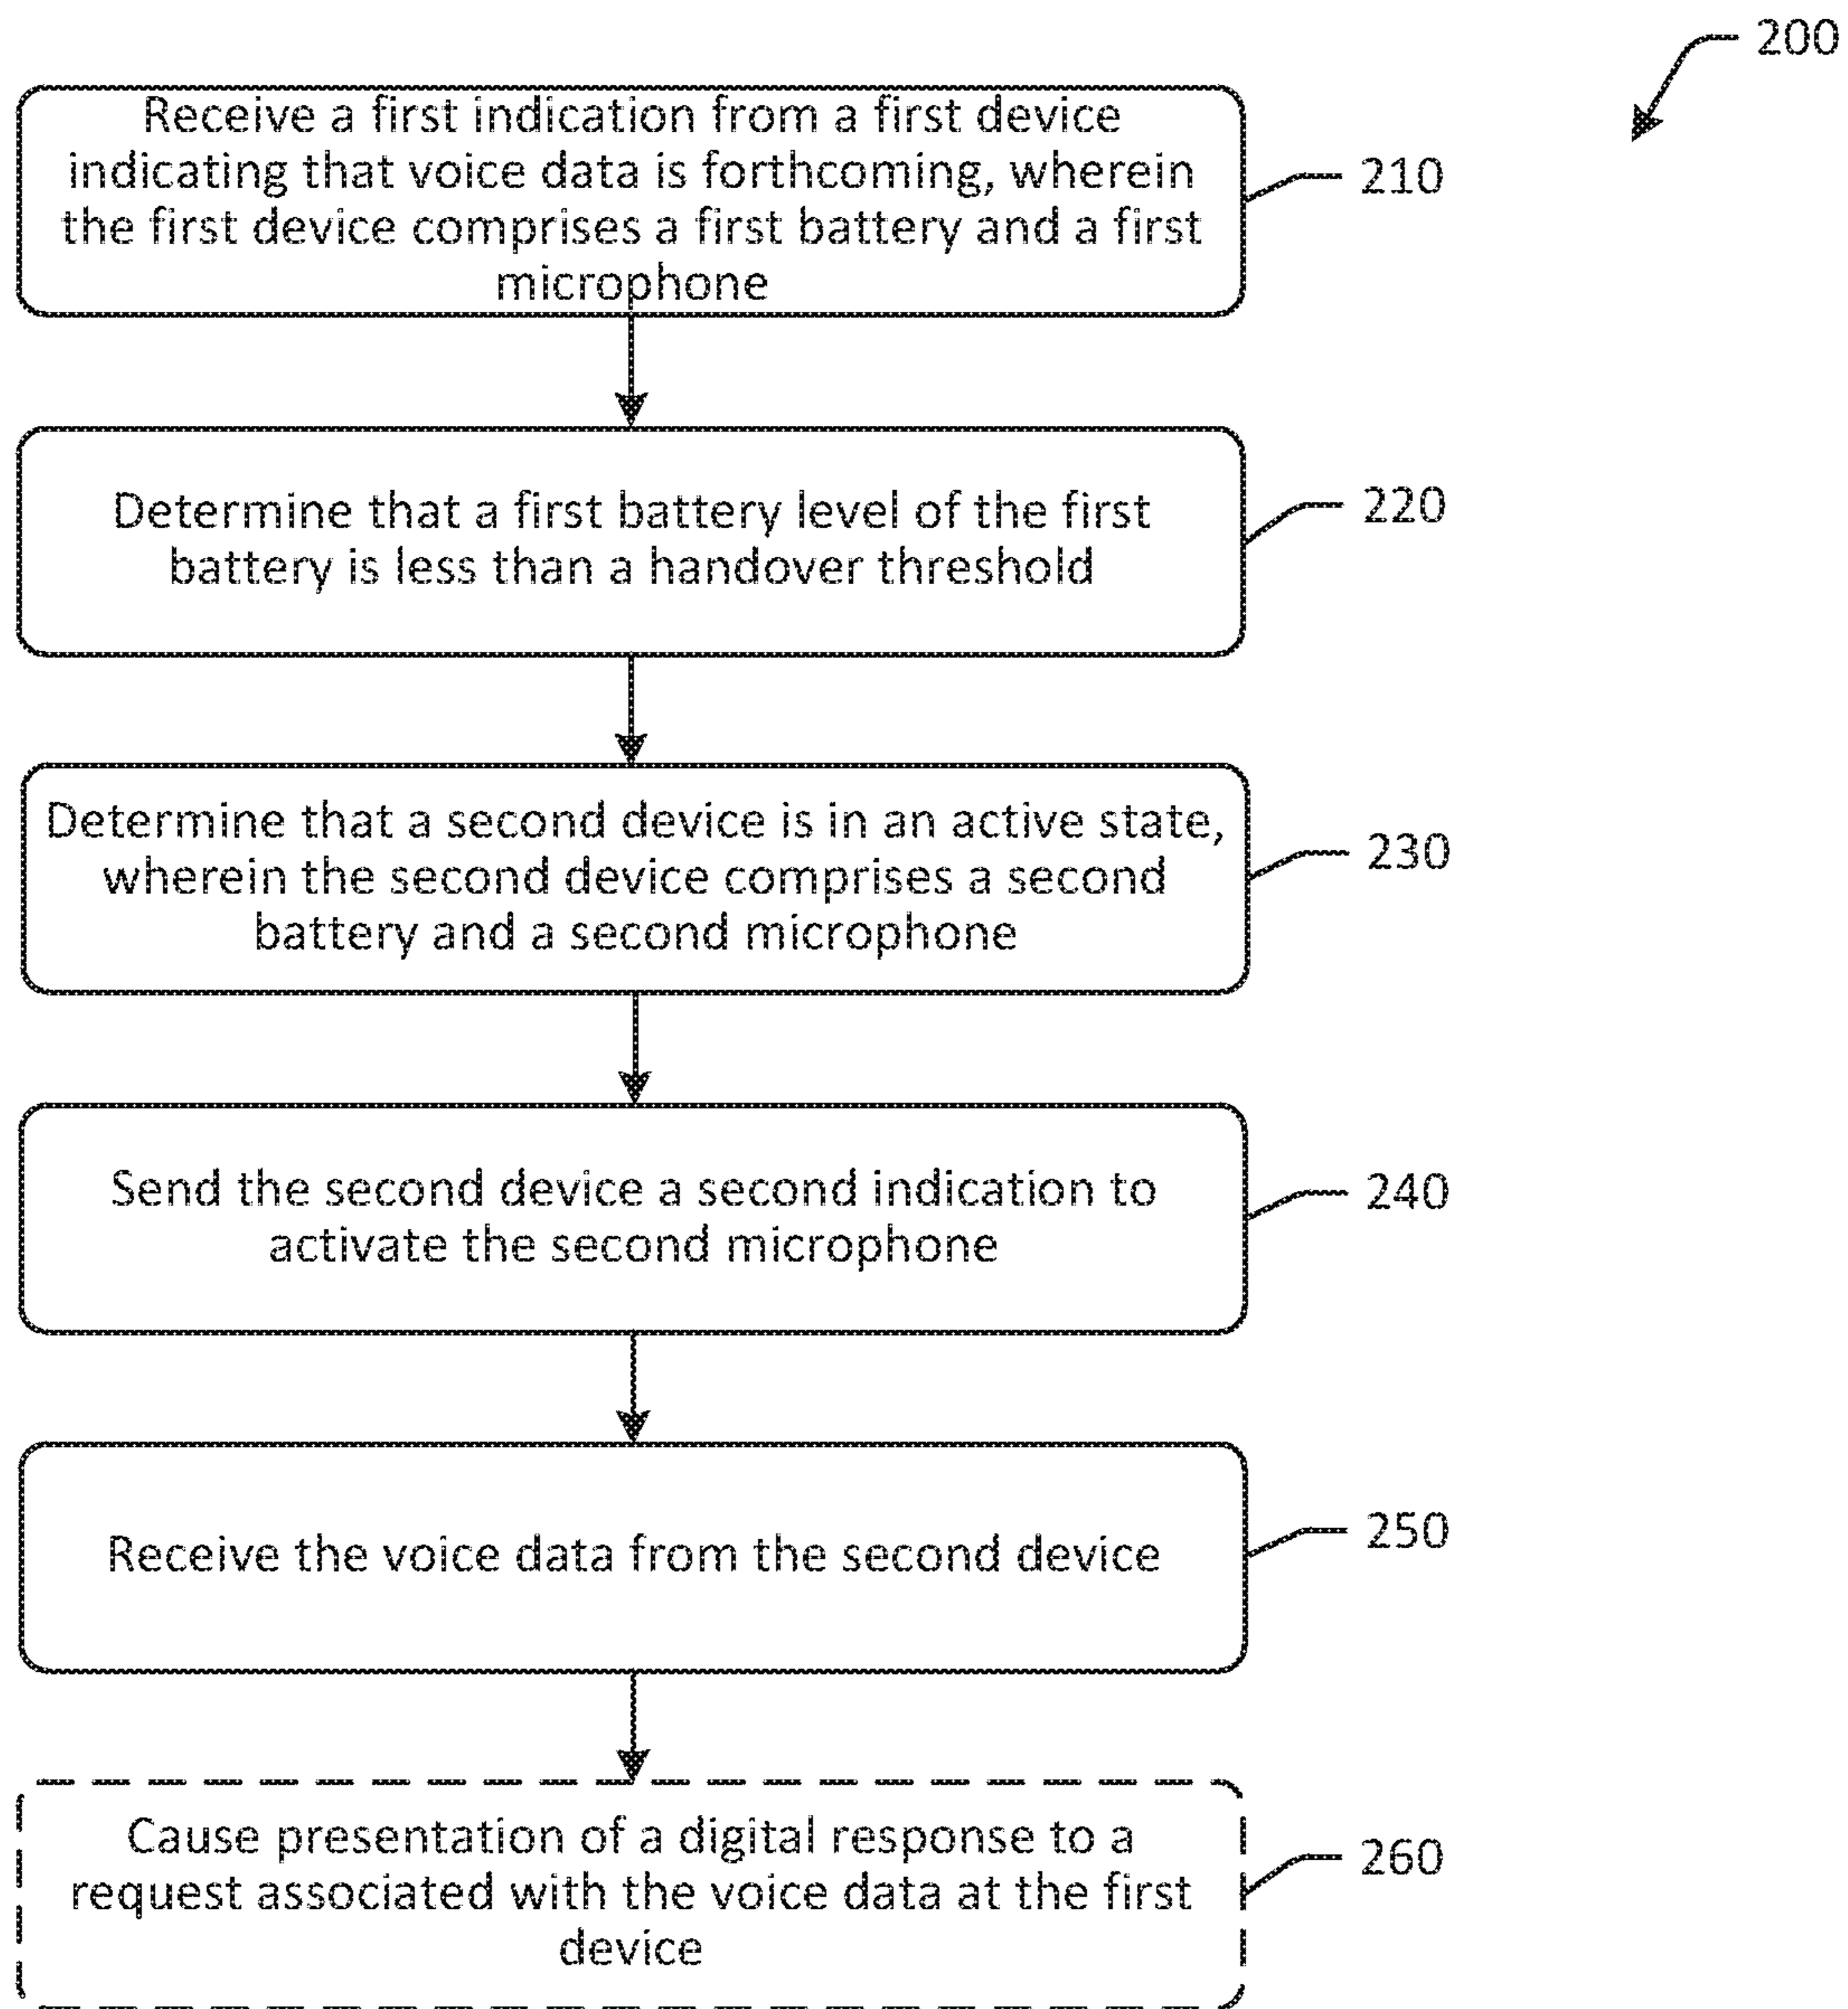 200
Receive a first indication from a first device
indicating that voice data is forthcoming, wherein
the first device comprises a first battery and a first
microphone
210
Determine that a first battery level of the first
battery is less than a handover threshold
220
Determine that a second device is in an active state,
wherein the second device comprises a second
battery and a second microphone
230
Send the second device a second indication to
activate the second microphone
240
Receive the voice data from the second device
250
Cause presentation of a digital response to a
request associated with the voice data at the first
device
260